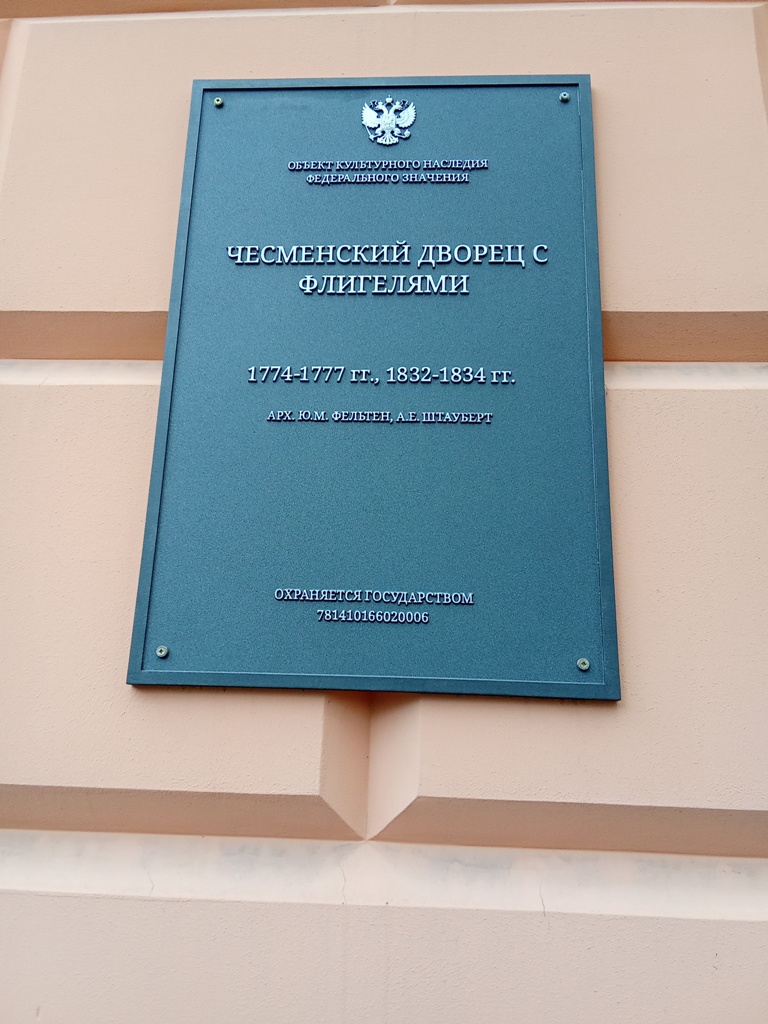 ОБЪЕКТ КУЛЬТУРНОГО НАСЛЕДИЯ
ФЕДЕРАЛЬНОГО ЗНАЧЕНИЯ
ЧЕСМЕНСКИЙ ДВОРЕЦ С
ФЛИГЕЛЯМИ
1774-1777 гг., 1832-1834 гг.
АРХ. Ю.М. ФЕЛЬТЕН, А.Е. ШТАУБЕРТ
ОХРАНЯЕТСЯ ГОСУДАРСТВОМ
781410166020006